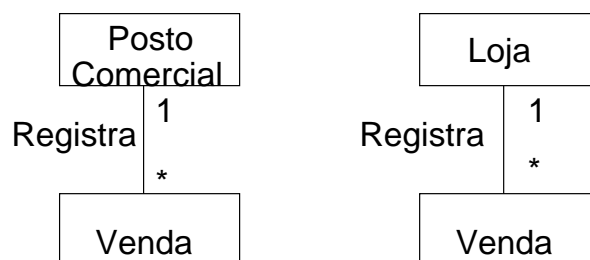 Posto
Comercial
1
Registra
*
Venda
Loja
1
Registra
*
Venda